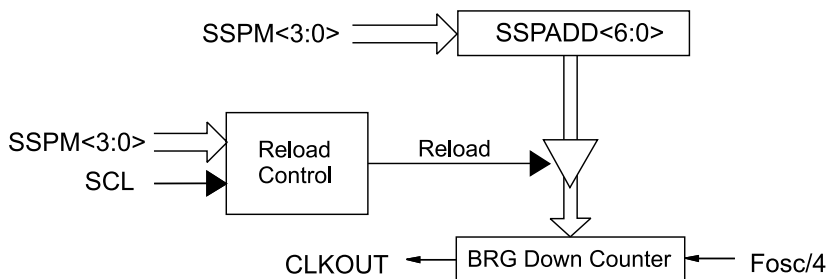 SSPM<3:0>
SSPADD<6:0>
SSPM<3:0>
SCL
Reload
Control
Reload
CLKOUT
BRG Down Counter
Fosc/4